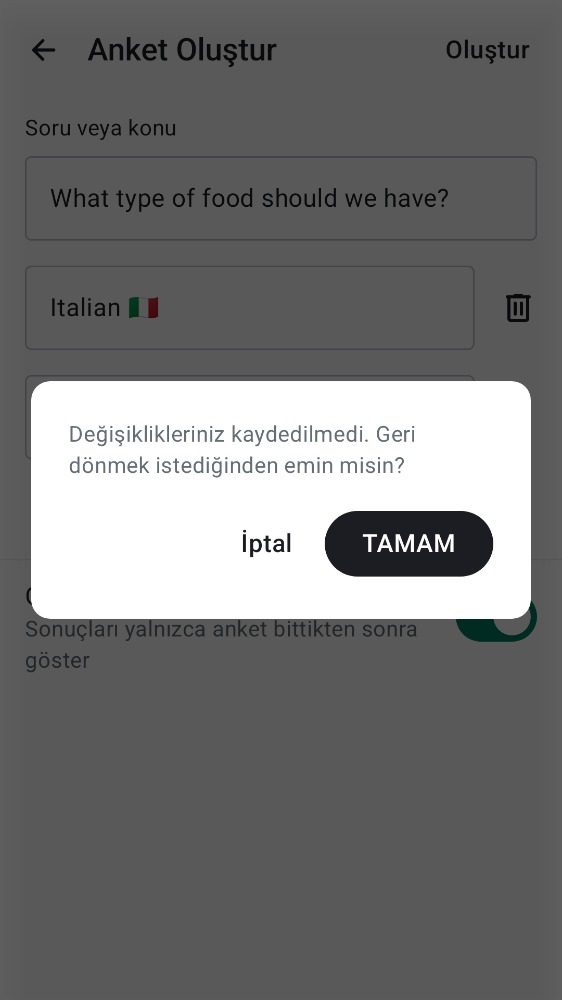 Anket Oluştur
Oluştur
Soru veya konu
What type of food should we have?
Italian 🇮🇹
Değişiklikleriniz kaydedilmedi. Geri
dönmek istediğinden emin misin?
İptal
TAMAM
Sonuçları yalnızca anket bittikten sonra
göster